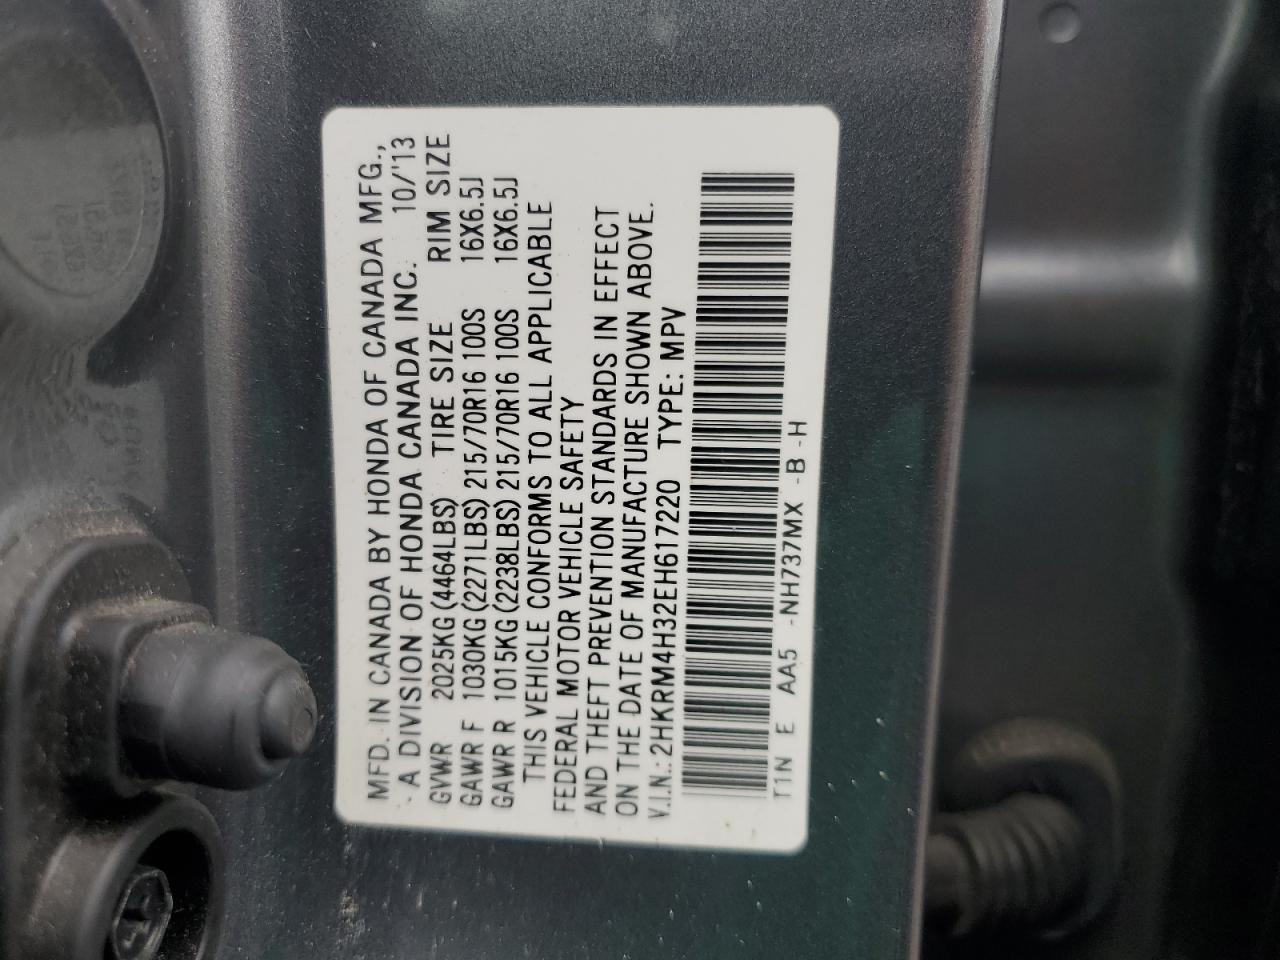 MFD. IN CANADA BY HONDA OF CANADA MFG.,
A DIVISION OF HONDA CANADA INC. 10/'13
GVWR 2025KG(4464LBS) TIRE SIZE RIM SIZE
GAWR F 1030KG(2271LBS) 215/70R16 100S 16X6.5J
GAWR R 1015KG(2238LBS) 215/70R16 100S 16X6.5J
THIS VEHICLE CONFORMS TO ALL APPLICABLE
FEDERAL MOTOR VEHICLE SAFETY
AND THEFT PREVENTION STANDARDS IN EFFECT
ON THE DATE OF MANUFACTURE SHOWN ABOVE.
V.I.N.:2HKRM4H32EH617220 TYPE: MPV
T1N E AA5 -NH737MX -B -H